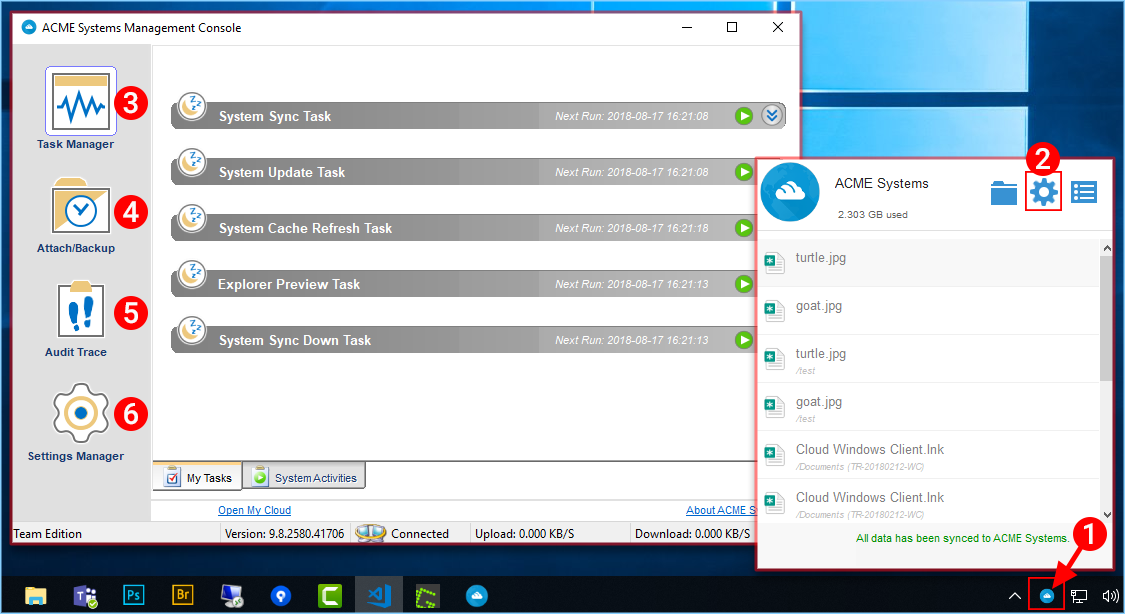 ACME Systems Management Console
3
Task Manager
4
Attach/Backup
5
Audit Trace
6
Settings Manager
System Sync Task
Next Run: 2018-08-17 16:21:08
System Update Task
Next Run: 2018-08-17 16:21:08
System Cache Refresh Task
Next Run: 2018-08-17 16:21:18
Explorer Preview Task
Next Run: 2018-08-17 16:21:13
System Sync Down Task
Next Run: 2018-08-17 16:21:13
My Tasks
System Activities
Open My Cloud
About ACME S
Team Edition
Version: 9.8.2580.41706
Connected
Upload: 0.000 KB/S
Download: 0.000 KB/S
2
ACME Systems
2.303 GB used
turtle.jpg
goat.jpg
turtle.jpg
/test
goat.jpg
/test
Cloud Windows Client.lnk
/Documents (TR-20180212-WC)
Cloud Windows Client.lnk
/Documents (TR-20180212-WC)
All data has been synced to ACME Systems.
1
T
Ps
Br
C